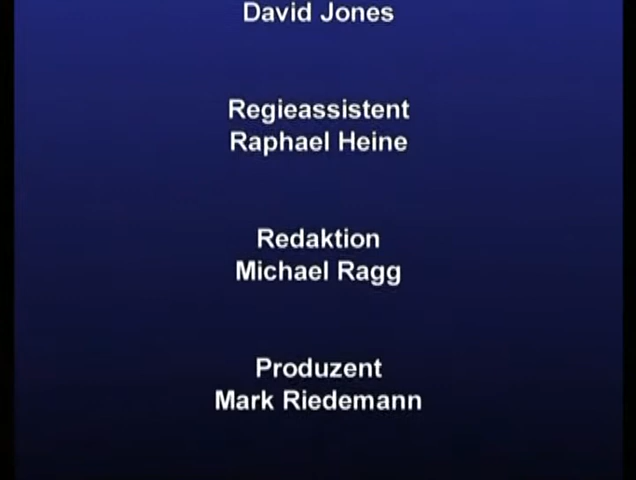 David Jones
Regieassistent
Raphael Heine
Redaktion
Michael Ragg
Produzent
Mark Riedemann